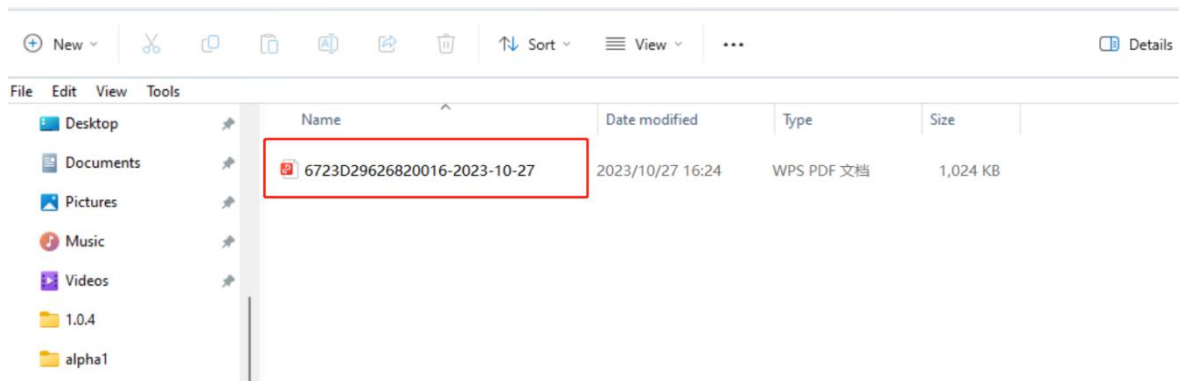 New Sort View ... Details
File Edit View Tools
Name Date modified Type Size
Desktop
Documents
6723D29626820016-2023-10-27 2023/10/27 16:24 WPS PDF 文档 1,024 KB
Pictures
Music
Videos
1.0.4
alpha1